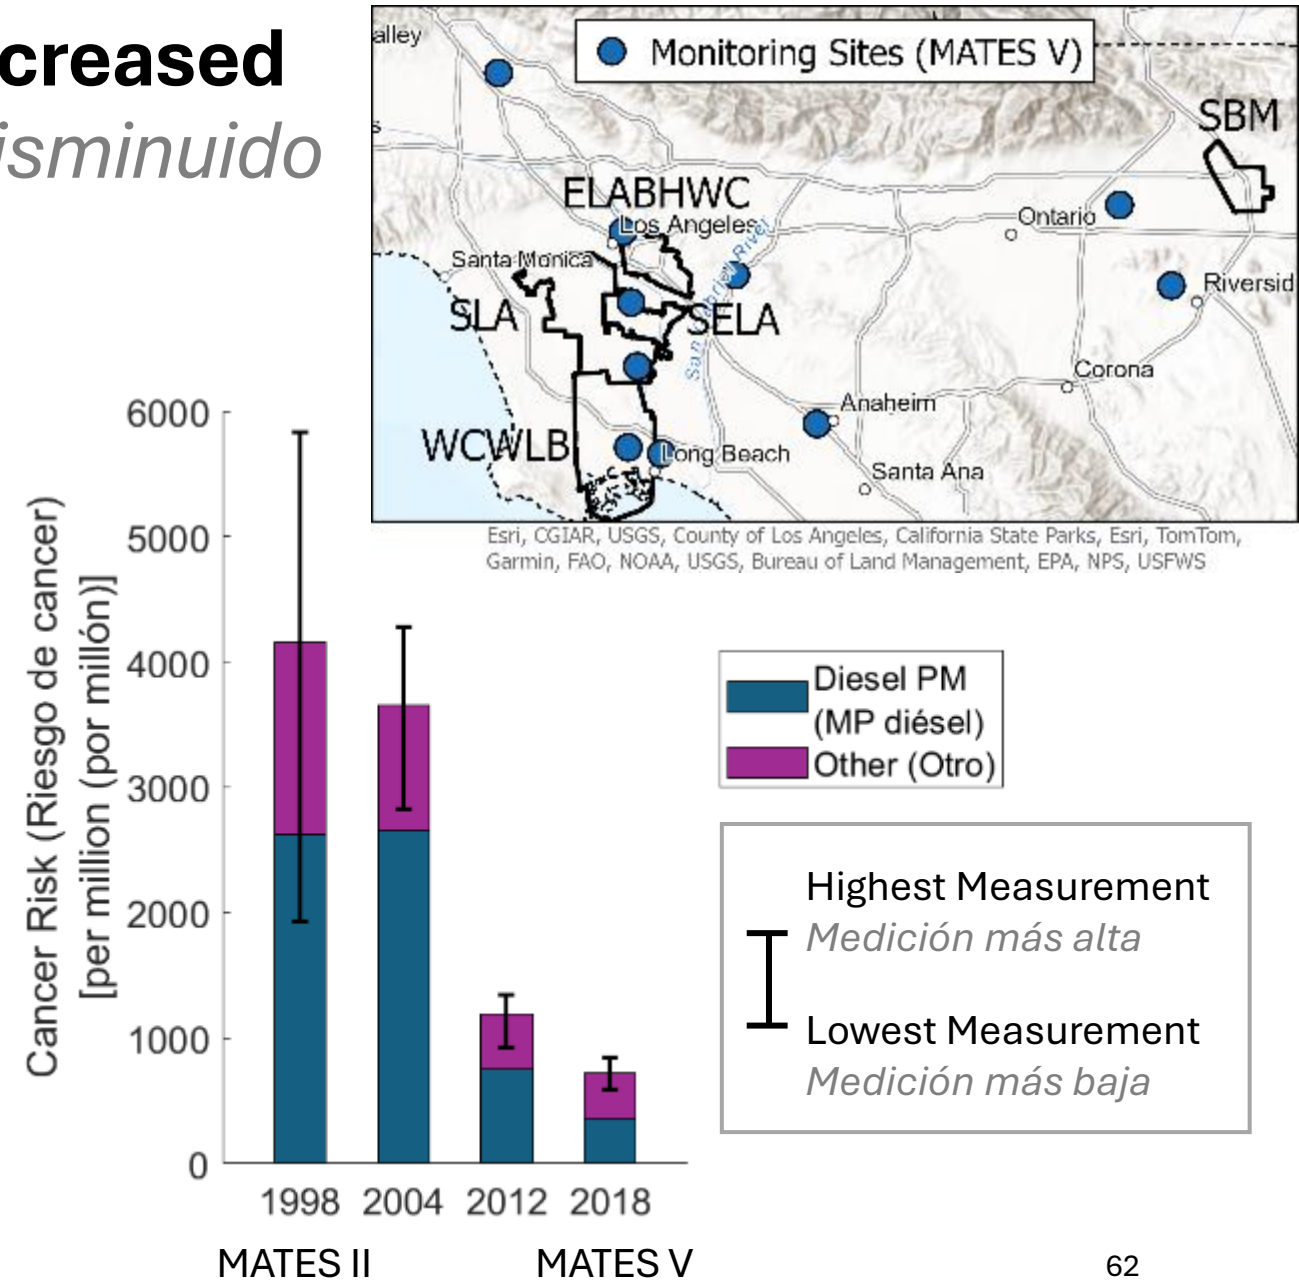 creased
isminuido
alley
s
Monitoring Sites (MATES V)
SBM
ELABHWC
Los Angeles
Ontario
Santa Monica
San Gabriel River
Riversid
SLA
SELA
Corona
Anaheim
WCWLB
Long Beach
Santa Ana
Esri, CGIAR, USGS, County of Los Angeles, California State Parks, Esri, TomTom,
Garmin, FAO, NOAA, USGS, Bureau of Land Management, EPA, NPS, USFWS
Cancer Risk (Riesgo de cancer)
[per million (por millón)]
6000
5000
4000
3000
2000
1000
0
1998 2004 2012 2018
MATES II MATES V
Diesel PM
(MP diésel)
Other (Otro)
Highest Measurement
Medición más alta
Lowest Measurement
Medición más baja
62